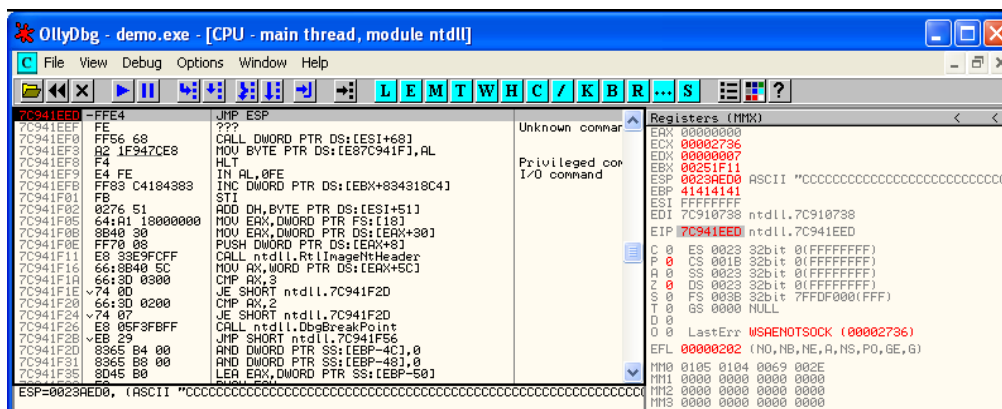 OllyDbg - demo.exe - [CPU - main thread, module ntdll]
C File View Debug Options Window Help
L E M T W H C / K B R ... S ?
7C941EED -FFE4 JMP ESP
7C941EEF FE ??? Unknown commar
7C941EF0 FF56 68 CALL DWORD PTR DS:[ESI+68]
7C941EF3 A2 1F947CE8 MOV BYTE PTR DS:[E87C941F],AL
7C941EF8 F4 HLT Privileged com
7C941EF9 E4 FE IN AL,0FE I/O command
7C941EFB FF83 C4184383 INC DWORD PTR DS:[EBX+834318C4]
7C941F01 FB STI
7C941F02 0276 51 ADD DH,BYTE PTR DS:[ESI+51]
7C941F05 64:A1 18000000 MOV EAX,DWORD PTR FS:[18]
7C941F0B 8B40 30 MOV EAX,DWORD PTR DS:[EAX+30]
7C941F0E FF70 08 PUSH DWORD PTR DS:[EAX+8]
7C941F11 E8 33E9FCFF CALL ntdll.RtlImageNtHeader
7C941F16 66:8B40 5C MOV AX,WORD PTR DS:[EAX+5C]
7C941F1A 66:3D 0300 CMP AX,3
7C941F1E 74 0D JE SHORT ntdll.7C941F2D
7C941F20 66:3D 0200 CMP AX,2
7C941F24 74 07 JE SHORT ntdll.7C941F2D
7C941F26 E8 05F3FBFF CALL ntdll.DbgBreakPoint
7C941F2B EB 29 JMP SHORT ntdll.7C941F56
7C941F2D 8365 B4 00 AND DWORD PTR SS:[EBP-4C],0
7C941F31 8365 B8 00 AND DWORD PTR SS:[EBP-48],0
7C941F35 8D45 B0 LEA EAX,DWORD PTR SS:[EBP-50]
ESP=0023AED0, (ASCII "CCCCCCCCCCCCCCCCCCCCCCCCCCCCCCCCCCCCCCCCCCCCCCCCCCCCCCCCCCCCCCCC
Registers (MMX) < <
EAX 00000000
ECX 00002736
EDX 00000007
EBX 00251F11
ESP 0023AED0 ASCII "CCCCCCCCCCCCCCCCCCCCCCCCCC
EBP 41414141
ESI FFFFFFFF
EDI 7C910738 ntdll.7C910738
EIP 7C941EED ntdll.7C941EED
C 0 ES 0023 32bit 0(FFFFFFFF)
P 0 CS 001B 32bit 0(FFFFFFFF)
A 0 SS 0023 32bit 0(FFFFFFFF)
Z 0 DS 0023 32bit 0(FFFFFFFF)
S 0 FS 003B 32bit 7FFDF000(FFF)
T 0 GS 0000 NULL
D 0
O 0 LastErr WSAENOTSOCK (00002736)
EFL 00000202 (NO,NB,NE,A,NS,PO,GE,G)
MM0 0105 0104 0069 002E
MM1 0000 0000 0000 0000
MM2 0000 0000 0000 0000
MM3 0000 0000 0000 0000